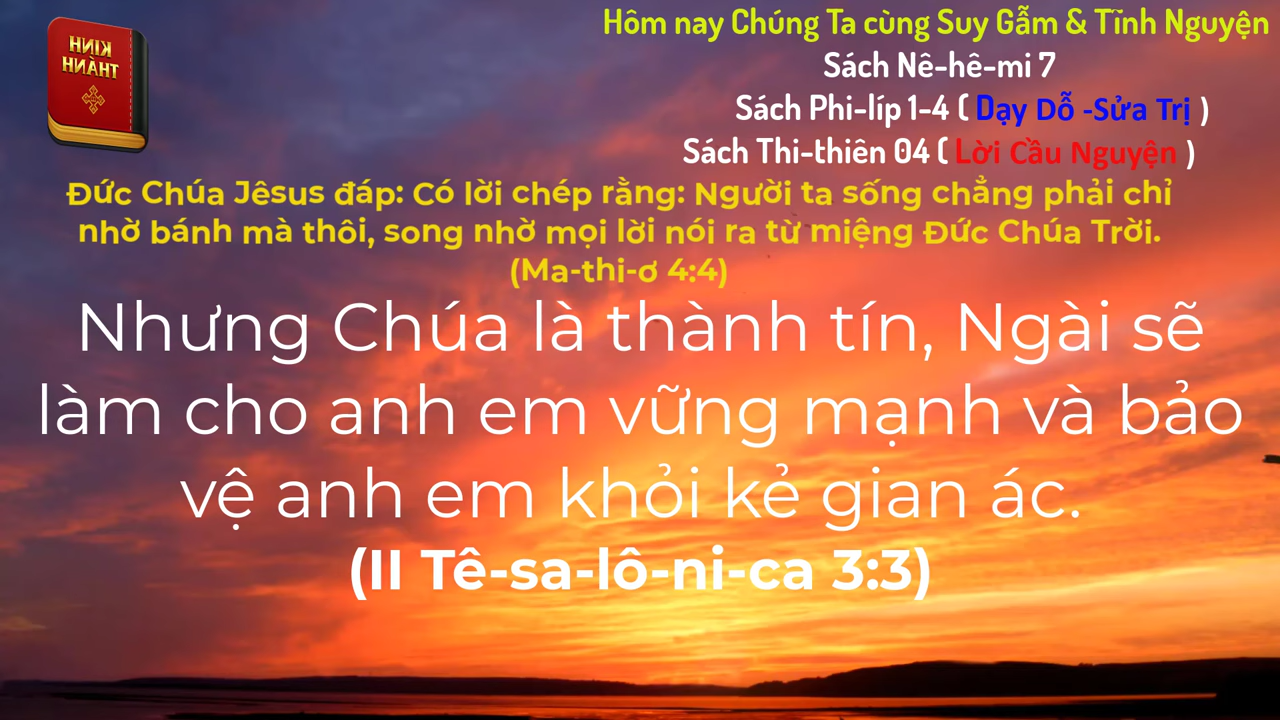 KINH
THÀNH
Hôm nay Chúng Ta cùng Suy Gẫm & Tĩnh Nguyện
Sách Nê-hê-mi 7
Sách Phi-líp 1-4 ( Dạy Dỗ -Sửa Trị )
Sách Thi-thiên 04 ( Lời Cầu Nguyện )
Đức Chúa Jêsus đáp: Có lời chép rằng: Người ta sống chẳng phải chỉ
nhờ bánh mà thôi, song nhờ mọi lời nói ra từ miệng Đức Chúa Trời.
(Ma-thi-ơ 4:4)
Nhưng Chúa là thành tín, Ngài sẽ
làm cho anh em vững mạnh và bảo
vệ anh em khỏi kẻ gian ác.
(II Tê-sa-lô-ni-ca 3:3)